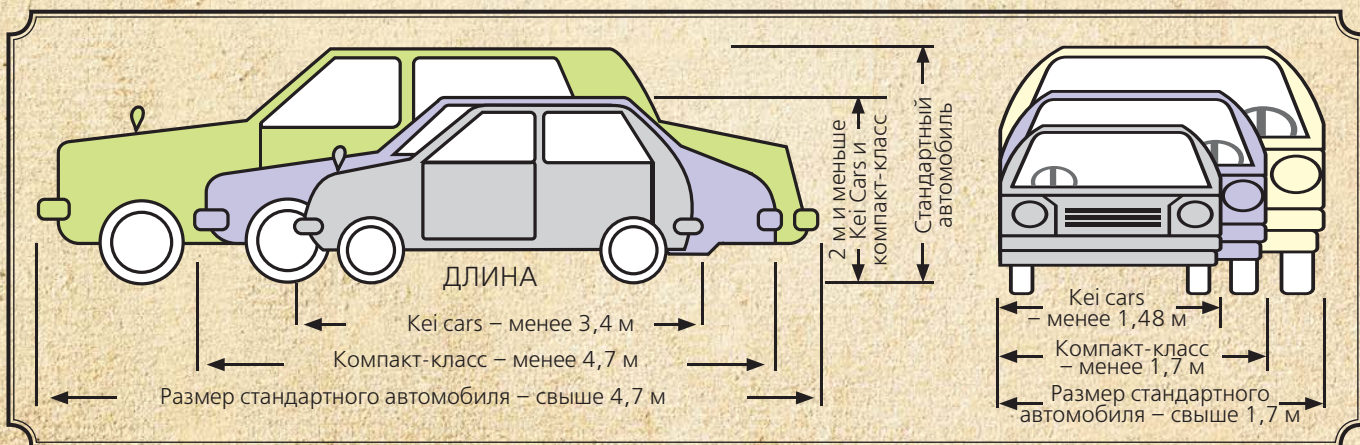 ДЛИНА
Kei cars – менее 3,4 м
Компакт-класс – менее 4,7 м
Размер стандартного автомобиля – свыше 4,7 м
2 м и меньше
Kei Cars и
компакт-класс
Стандартный
автомобиль
Kei cars
– менее 1,48 м
Компакт-класс
– менее 1,7 м
Размер стандартного
автомобиля – свыше 1,7 м